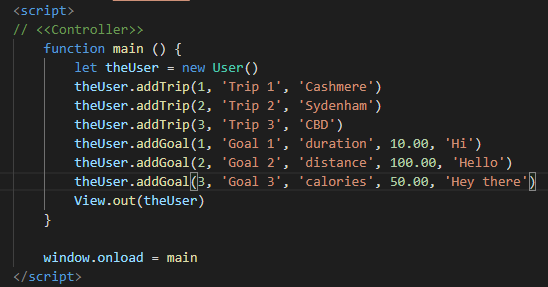 <script>
// <<Controller>>
function main () {
let theUser = new User()
theUser.addTrip(1, 'Trip 1', 'Cashmere')
theUser.addTrip(2, 'Trip 2', 'Sydenham')
theUser.addTrip(3, 'Trip 3', 'CBD')
theUser.addGoal(1, 'Goal 1', 'duration', 10.00, 'Hi')
theUser.addGoal(2, 'Goal 2', 'distance', 100.00, 'Hello')
theUser.addGoal(3, 'Goal 3', 'calories', 50.00, 'Hey there')
View.out(theUser)
}
window.onload = main
</script>